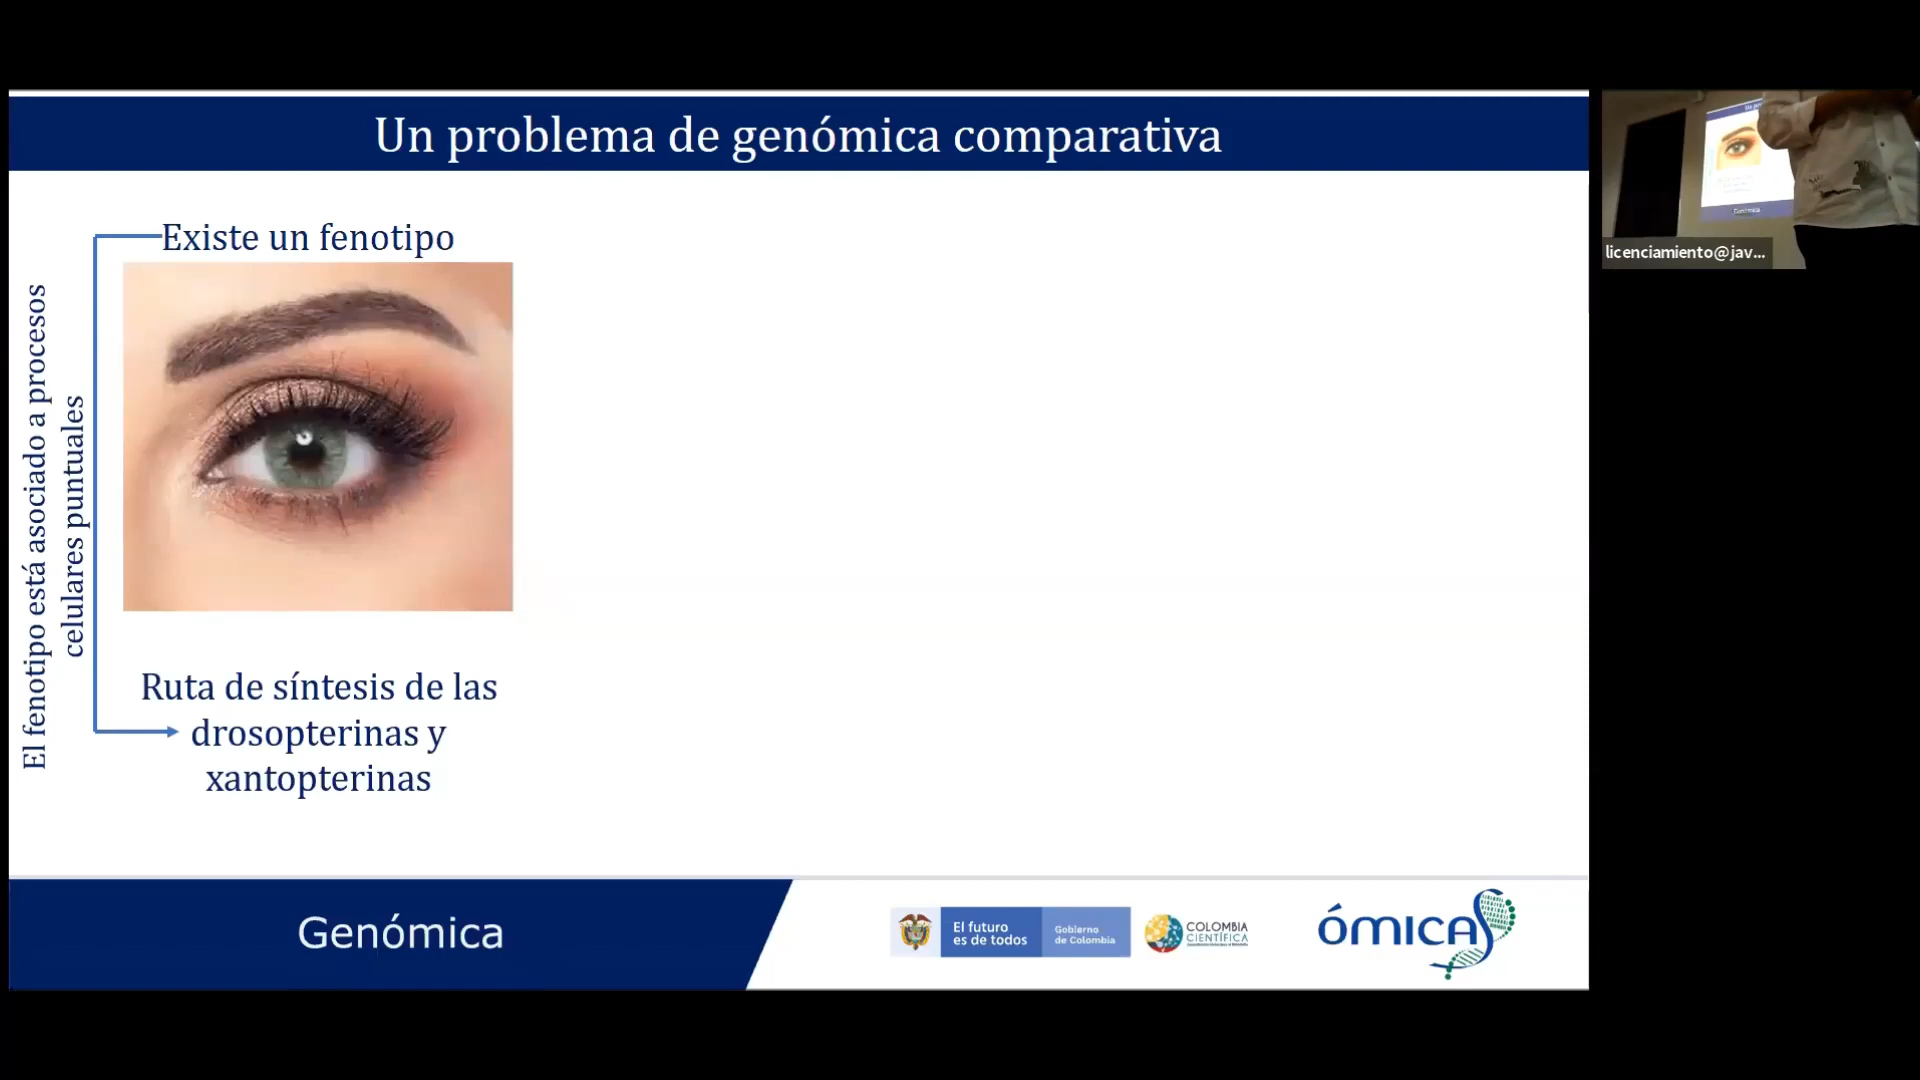 Un problema de genómica comparativa
Existe un fenotipo
El fenotipo está asociado a procesos
celulares puntuales
Ruta de síntesis de las
drosopterinas y
xantopterinas
Genómica
El futuro
es de todos
Gobierno
de Colombia
COLOMBIA
CIENTÍFICA
ÓMICAS
licenciamiento@jav...
Genómica